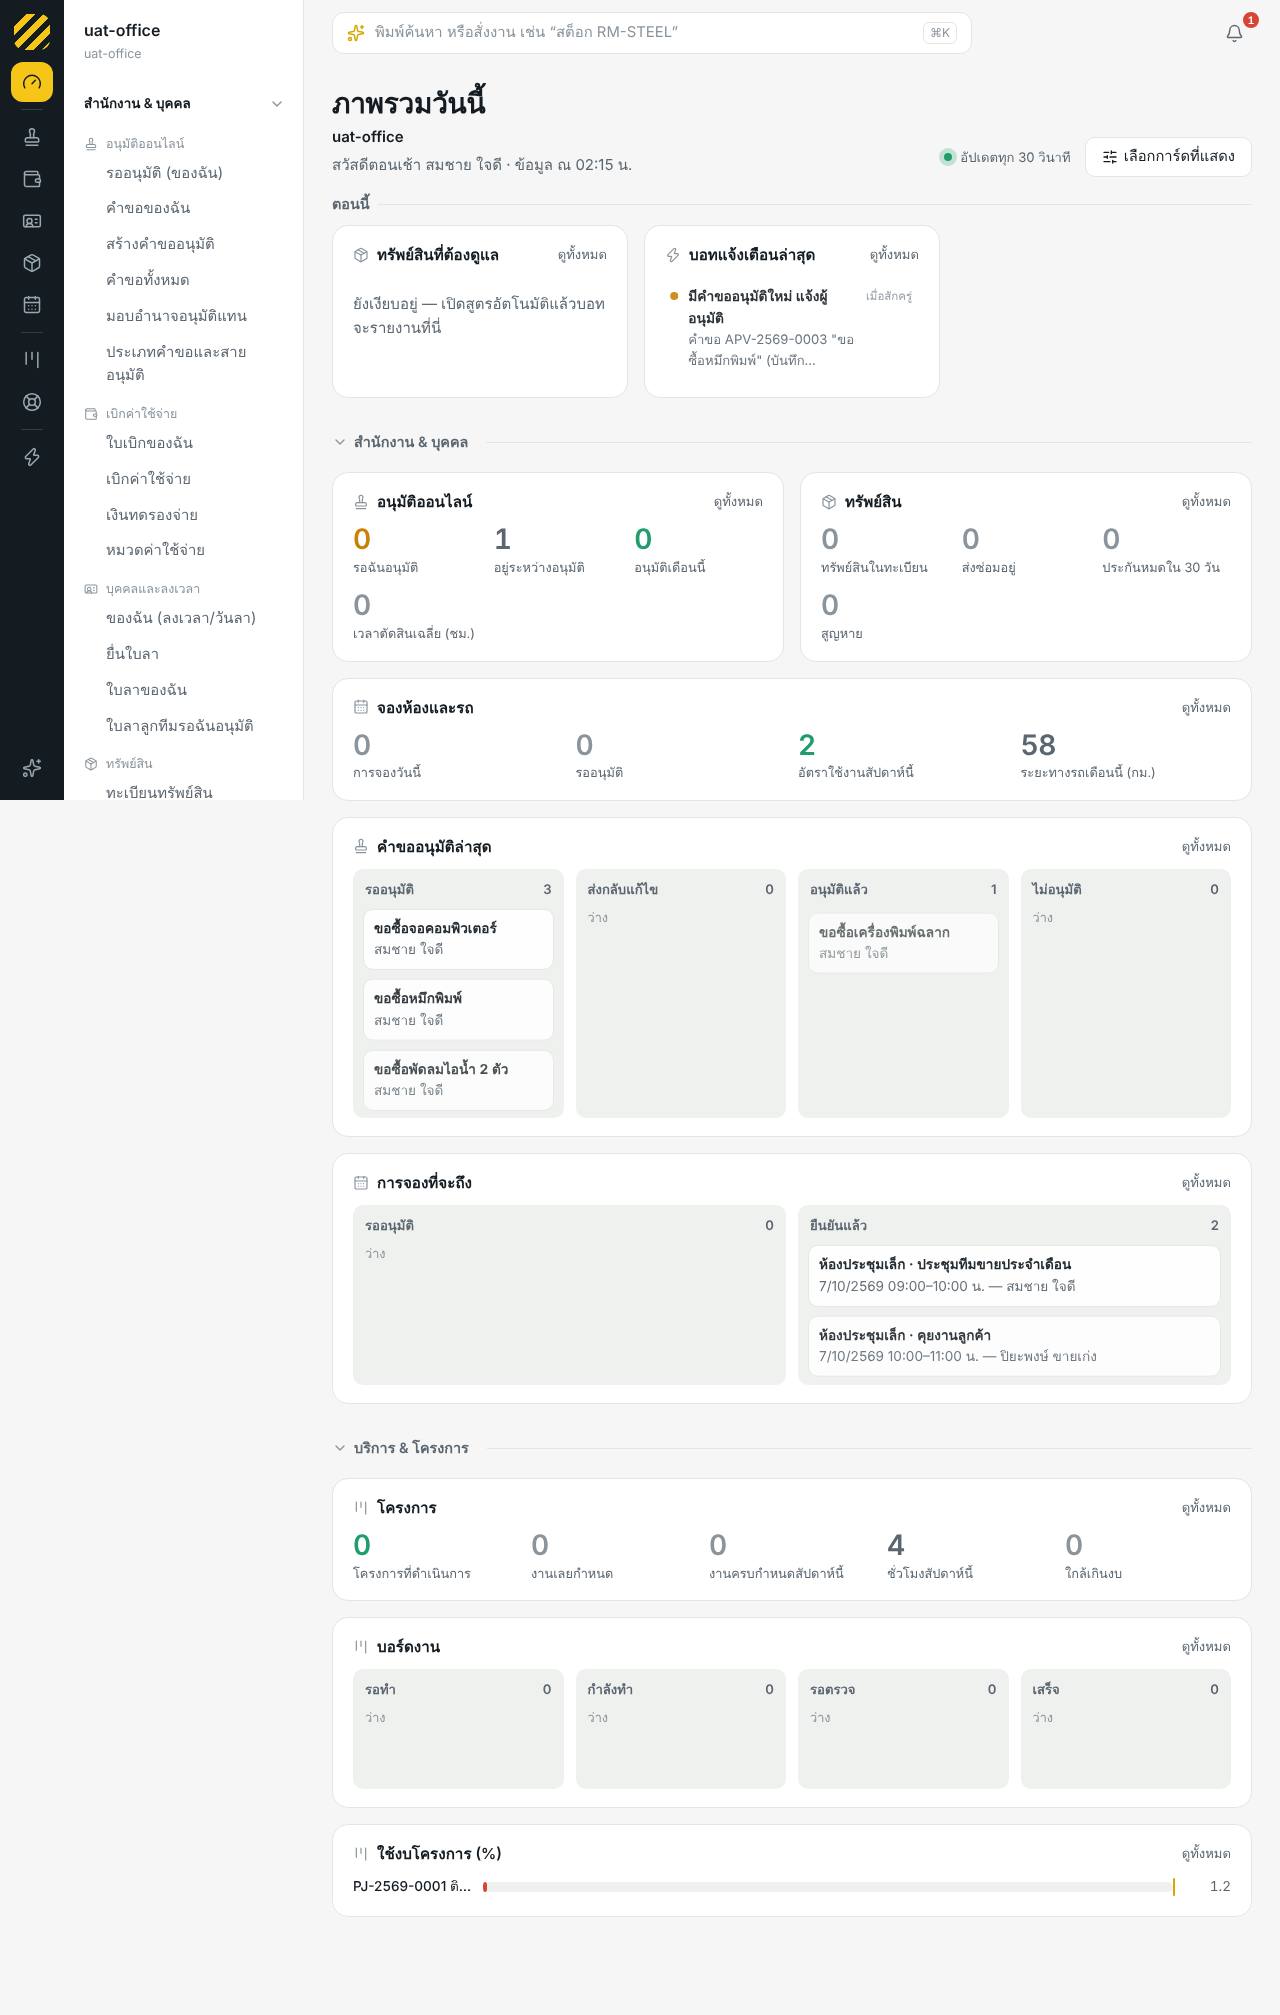 uat-office
uat-office
สำนักงาน & บุคคล
อนุมัติออนไลน์
รออนุมัติ (ของฉัน)
คำขอของฉัน
สร้างคำขออนุมัติ
คำขอทั้งหมด
มอบอำนาจอนุมัติแทน
ประเภทคำขอและสาย
อนุมัติ
เบิกค่าใช้จ่าย
ใบเบิกของฉัน
เบิกค่าใช้จ่าย
เงินทดรองจ่าย
หมวดค่าใช้จ่าย
บุคคลและลงเวลา
ของฉัน (ลงเวลา/วันลา)
ยื่นใบลา
ใบลาของฉัน
ใบลาลูกทีมรอฉันอนุมัติ
ทรัพย์สิน
ทะเบียนทรัพย์สิน
พิมพ์ค้นหา หรือสั่งงาน เช่น “สต็อก RM-STEEL”
⌘K
1
ภาพรวมวันนี้
uat-office
สวัสดีตอนเช้า สมชาย ใจดี · ข้อมูล ณ 02:15 น.
อัปเดตทุก 30 วินาที
เลือกการ์ดที่แสดง
ตอนนี้
ทรัพย์สินที่ต้องดูแล
ดูทั้งหมด
ยังเงียบอยู่ — เปิดสูตรอัตโนมัติแล้วบอท
จะรายงานที่นี่
บอทแจ้งเตือนล่าสุด
ดูทั้งหมด
มีคำขออนุมัติใหม่ แจ้งผู้
อนุมัติ
เมื่อสักครู่
คำขอ APV-2569-0003 "ขอ
ซื้อหมึกพิมพ์" (บันทึก...
สำนักงาน & บุคคล
อนุมัติออนไลน์
ดูทั้งหมด
0
รอฉันอนุมัติ
1
อยู่ระหว่างอนุมัติ
0
อนุมัติเดือนนี้
0
เวลาตัดสินเฉลี่ย (ชม.)
ทรัพย์สิน
ดูทั้งหมด
0
ทรัพย์สินในทะเบียน
0
ส่งซ่อมอยู่
0
ประกันหมดใน 30 วัน
0
สูญหาย
จองห้องและรถ
ดูทั้งหมด
0
การจองวันนี้
0
รออนุมัติ
2
อัตราใช้งานสัปดาห์นี้
58
ระยะทางรถเดือนนี้ (กม.)
คำขออนุมัติล่าสุด
ดูทั้งหมด
รออนุมัติ 3
ขอซื้อจอคอมพิวเตอร์
สมชาย ใจดี
ขอซื้อหมึกพิมพ์
สมชาย ใจดี
ขอซื้อพัดลมไอน้ำ 2 ตัว
สมชาย ใจดี
ส่งกลับแก้ไข 0
ว่าง
อนุมัติแล้ว 1
ขอซื้อเครื่องพิมพ์ฉลาก
สมชาย ใจดี
ไม่อนุมัติ 0
ว่าง
การจองที่จะถึง
ดูทั้งหมด
รออนุมัติ 0
ว่าง
ยืนยันแล้ว 2
ห้องประชุมเล็ก · ประชุมทีมขายประจำเดือน
7/10/2569 09:00–10:00 น. — สมชาย ใจดี
ห้องประชุมเล็ก · คุยงานลูกค้า
7/10/2569 10:00–11:00 น. — ปิยะพงษ์ ขายเก่ง
บริการ & โครงการ
โครงการ
ดูทั้งหมด
0
โครงการที่ดำเนินการ
0
งานเลยกำหนด
0
งานครบกำหนดสัปดาห์นี้
4
ชั่วโมงสัปดาห์นี้
0
ใกล้เกินงบ
บอร์ดงาน
ดูทั้งหมด
รอทำ 0
ว่าง
กำลังทำ 0
ว่าง
รอตรวจ 0
ว่าง
เสร็จ 0
ว่าง
ใช้งบโครงการ (%)
ดูทั้งหมด
PJ-2569-0001 ติ...
1.2